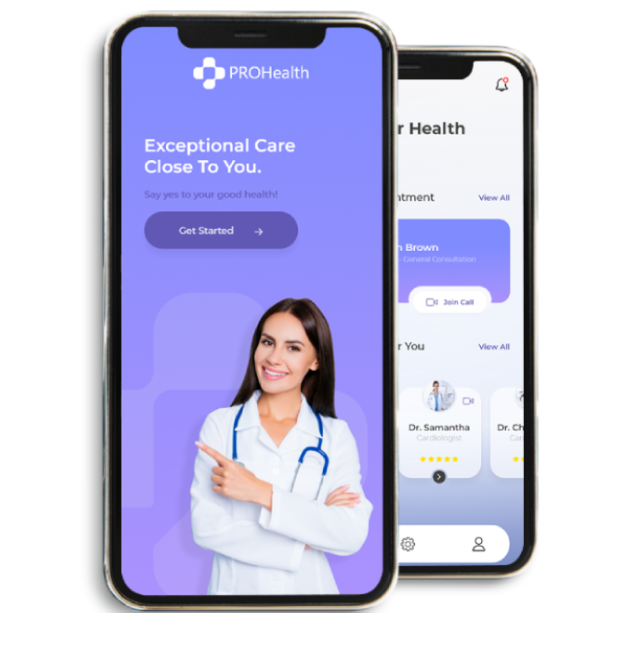 PROHealth
Exceptional Care
Close To You.
Say yes to your good health!
Get Started
r Health
ntment
View All
n Brown
- General Consultation
Join Call
r You
View All
Dr. Samantha
Cardiologist
Dr. Ch
Car